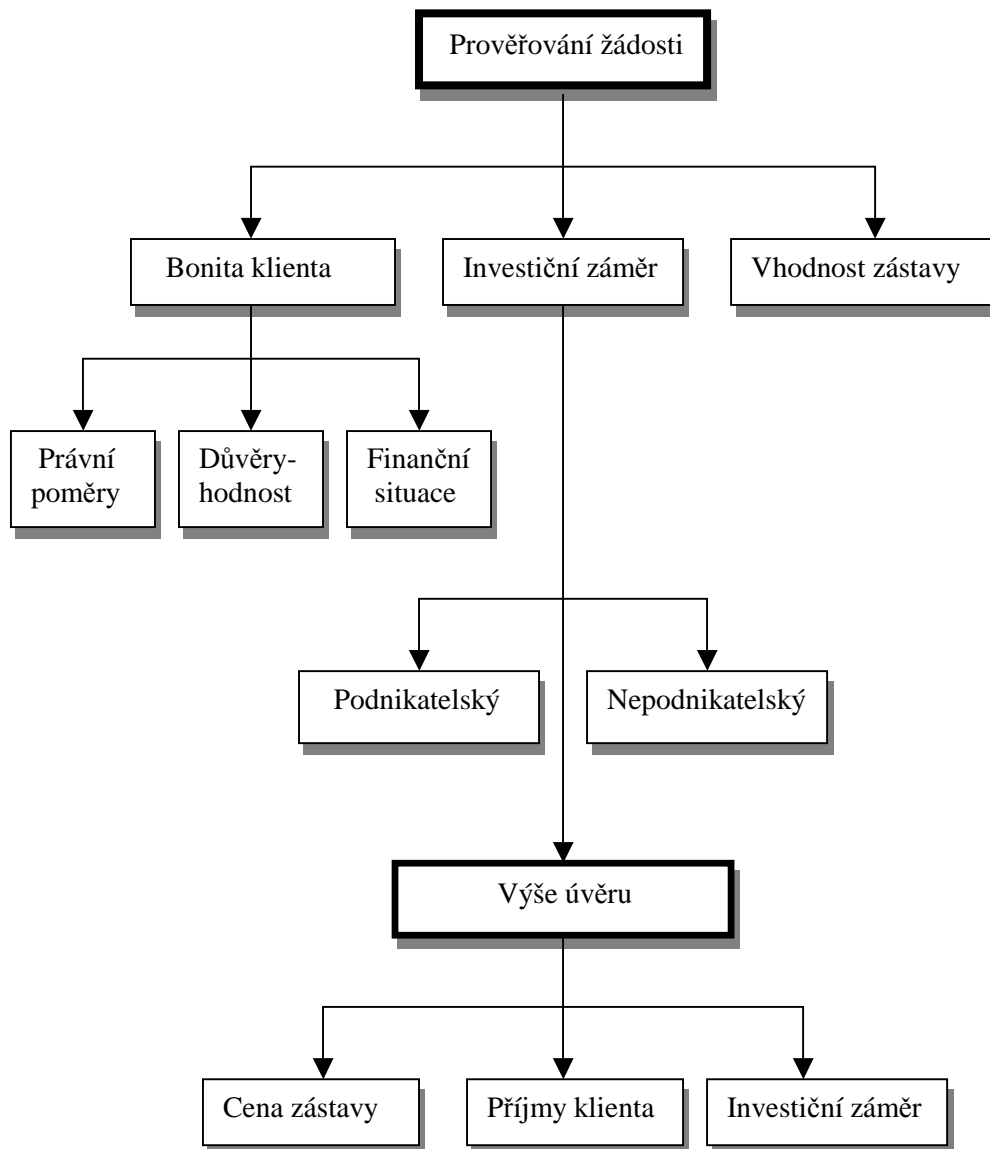 Prověřování žádosti
Bonita klienta
Investiční záměr
Vhodnost zástavy
Právní
poměry
Důvěry-
hodnost
Finanční
situace
Podnikatelský
Nepodnikatelský
Výše úvěru
Cena zástavy
Příjmy klienta
Investiční záměr